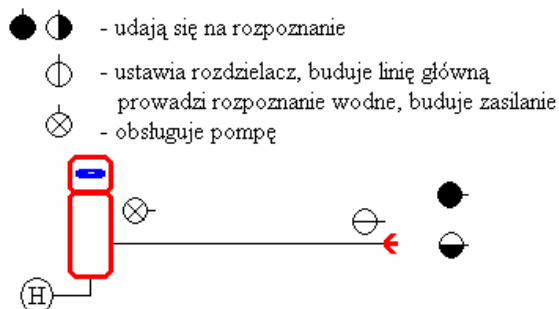 - udają się na rozpoznanie
- ustawia rozdzielacz, buduje linię główną
prowadzi rozpoznanie wodne, buduje zasilanie
- obsługuje pompę
H